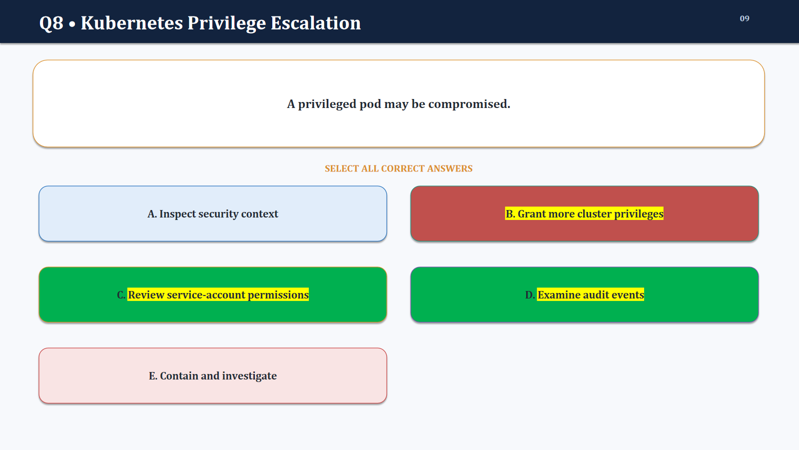 Q8 • Kubernetes Privilege Escalation
09
A privileged pod may be compromised.
SELECT ALL CORRECT ANSWERS
A. Inspect security context
B. Grant more cluster privileges
C. Review service-account permissions
D. Examine audit events
E. Contain and investigate